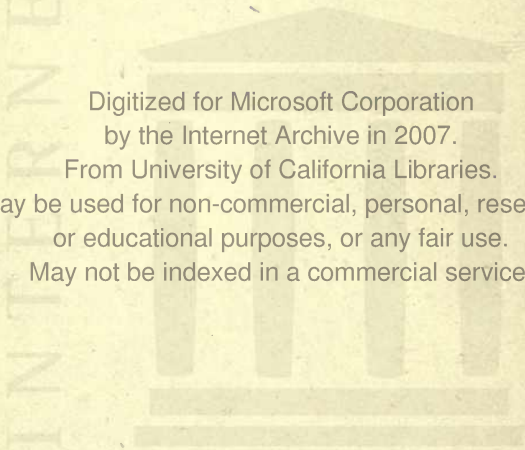 Digitized for Microsoft Corporation
by the Internet Archive in 2007.
From University of California Libraries.
ay be used for non-commercial, personal, rese
or educational purposes, or any fair use.
May not be indexed in a commercial service
INTERNE